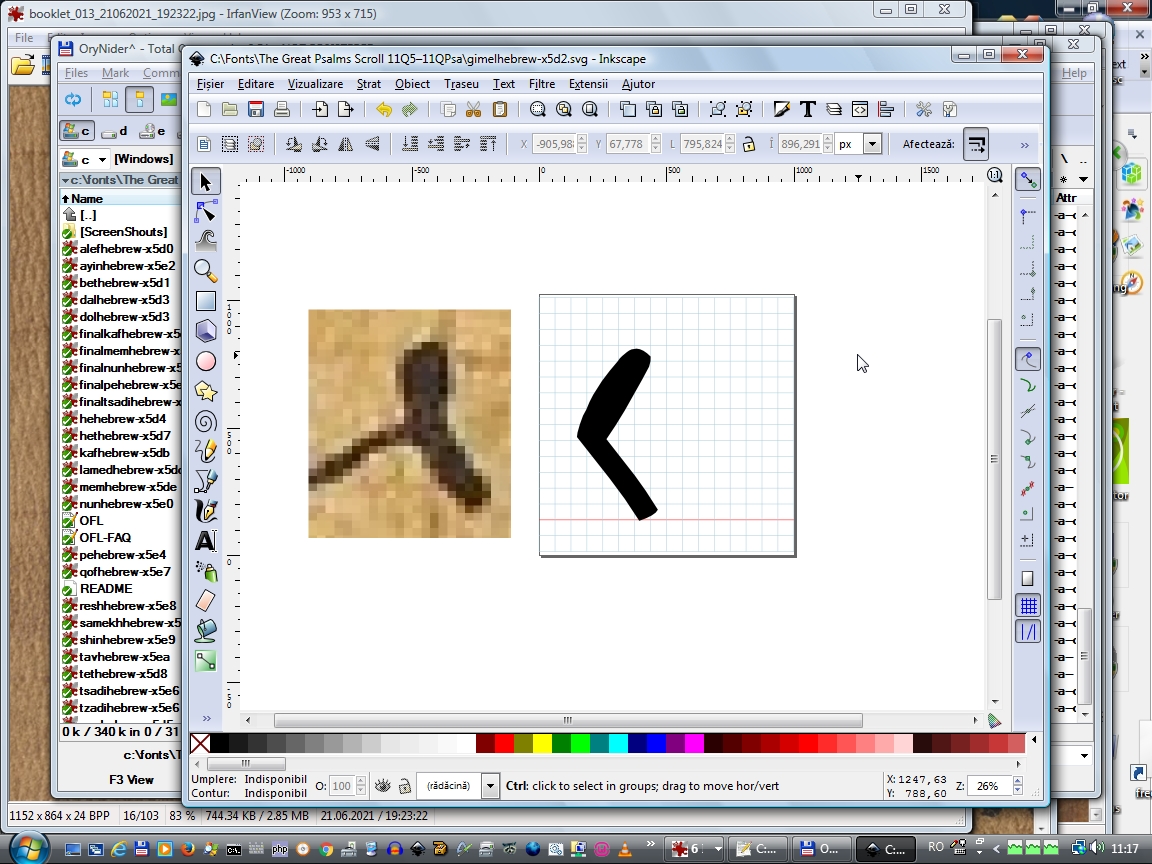 booklet_013_21062021_192322.jpg - IrfanView (Zoom: 953 x 715)
File
OryNider^ - Total C
Files Mark Comm
Help
C:\Fonts\The Great Psalms Scroll 11Q5–11QPsa\gimelhebrew-x5d2.svg - Inkscape
Fișier Editare Vizualizare Strat Obiect Traseu Text Filtre Extensii Ajutor
X -905,98 Y 67,778 L 795,824 Î 896,291 px Afectează:
c d e
c [Windows]
c:\fonts\The Great
Name
Attr
[..]
[ScreenShouts]
alefhebrew-x5d0
ayinhebrew-x5e2
bethebrew-x5d1
dalhebrew-x5d3
dolhebrew-x5d3
finalkafhebrew-x5
finalmemhebrew-x
finalnunhebrew-x5
finalpehebrew-x5e
finaltsadihebrew-x
hehebrew-x5d4
hethebrew-x5d7
kafhebrew-x5db
lamedhebrew-x5dc
memhebrew-x5de
nunhebrew-x5e0
OFL
OFL-FAQ
pehebrew-x5e4
qofhebrew-x5e7
README
reshhebrew-x5e8
samekhhebrew-x5
shinhebrew-x5e9
tavhebrew-x5ea
tethebrew-x5d8
tsadihebrew-x5e6
tzadihebrew-x5e6
0 k / 340 k in 0 / 31
c:\fonts\T
F3 View
-1000 -500 0 500 1000 1500
1000
500
0
Umplere: Indisponibil
Contur: Indisponibil
O: 100
(rădăcină)
Ctrl: click to select in groups; drag to move hor/vert
X: 1247,63
Y: 788,60
Z: 26%
1152 x 864 x 24 BPP 16/103 83 % 744.34 KB / 2.85 MB 21.06.2021 / 19:23:22
6 C:... O... C:...
RO 11:17